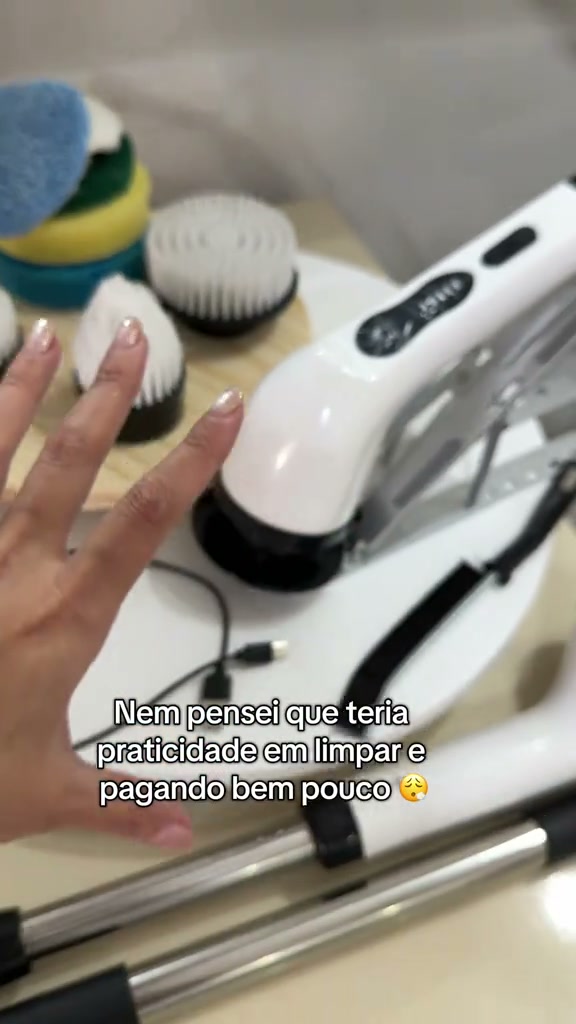 Nem pensei que teria
praticidade em limpar e
pagando bem pouco 😮‍💨